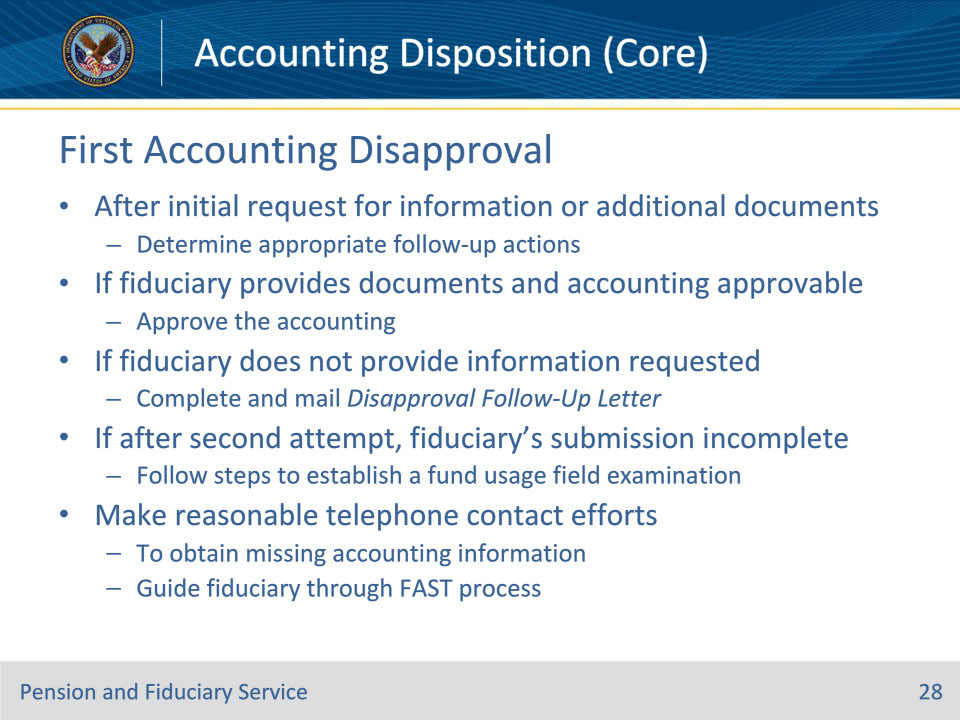 Accounting Disposition (Core)
First Accounting Disapproval
• After initial request for information or additional documents
– Determine appropriate follow-up actions
• If fiduciary provides documents and accounting approvable
– Approve the accounting
• If fiduciary does not provide information requested
– Complete and mail Disapproval Follow-Up Letter
• If after second attempt, fiduciary’s submission incomplete
– Follow steps to establish a fund usage field examination
• Make reasonable telephone contact efforts
– To obtain missing accounting information
– Guide fiduciary through FAST process
Pension and Fiduciary Service
28